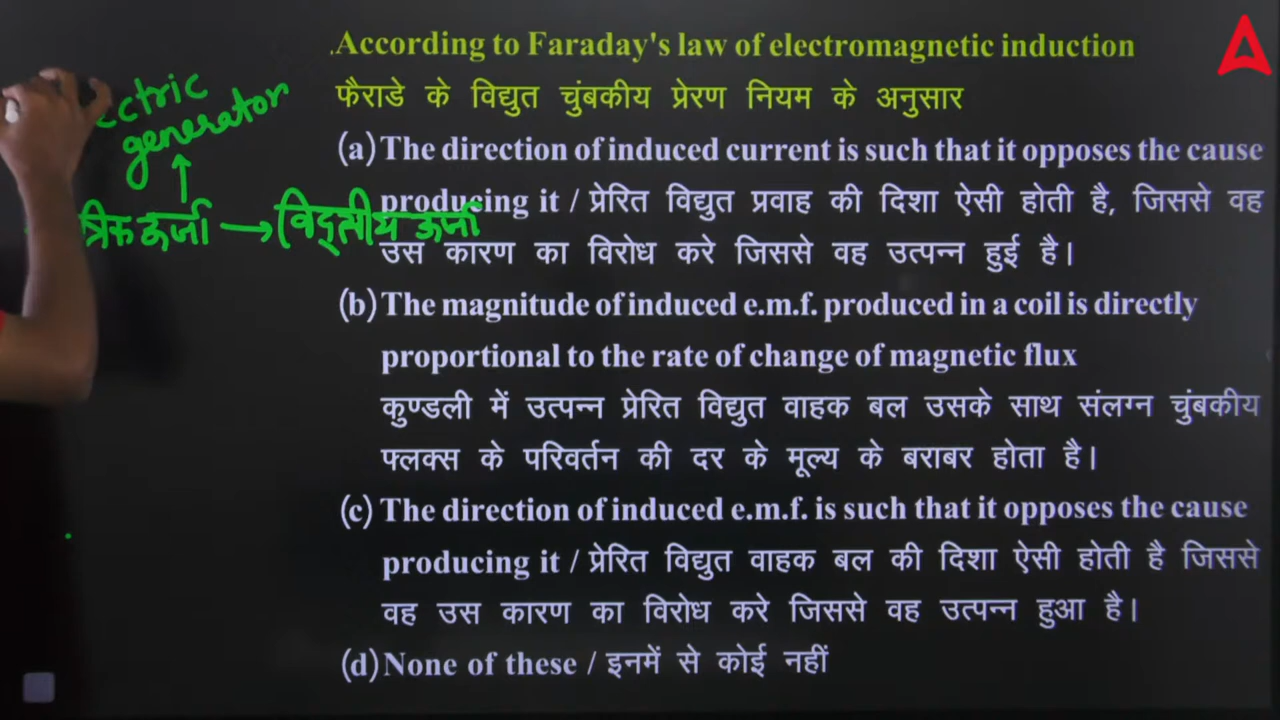 .According to Faraday's law of electromagnetic induction
फैराडे के विद्युत चुंबकीय प्रेरण नियम के अनुसार
(a) The direction of induced current is such that it opposes the cause
producing it / प्रेरित विद्युत प्रवाह की दिशा ऐसी होती है, जिससे वह
उस कारण का विरोध करे जिससे वह उत्पन्न हुई है।
(b) The magnitude of induced e.m.f. produced in a coil is directly
proportional to the rate of change of magnetic flux
कुण्डली में उत्पन्न प्रेरित विद्युत वाहक बल उसके साथ संलग्न चुंबकीय
फ्लक्स के परिवर्तन की दर के मूल्य के बराबर होता है।
(c) The direction of induced e.m.f. is such that it opposes the cause
producing it / प्रेरित विद्युत वाहक बल की दिशा ऐसी होती है जिससे
वह उस कारण का विरोध करे जिससे वह उत्पन्न हुआ है।
(d) None of these / इनमें से कोई नहीं
generator
ऊर्जा → विद्युतीय ऊर्जा